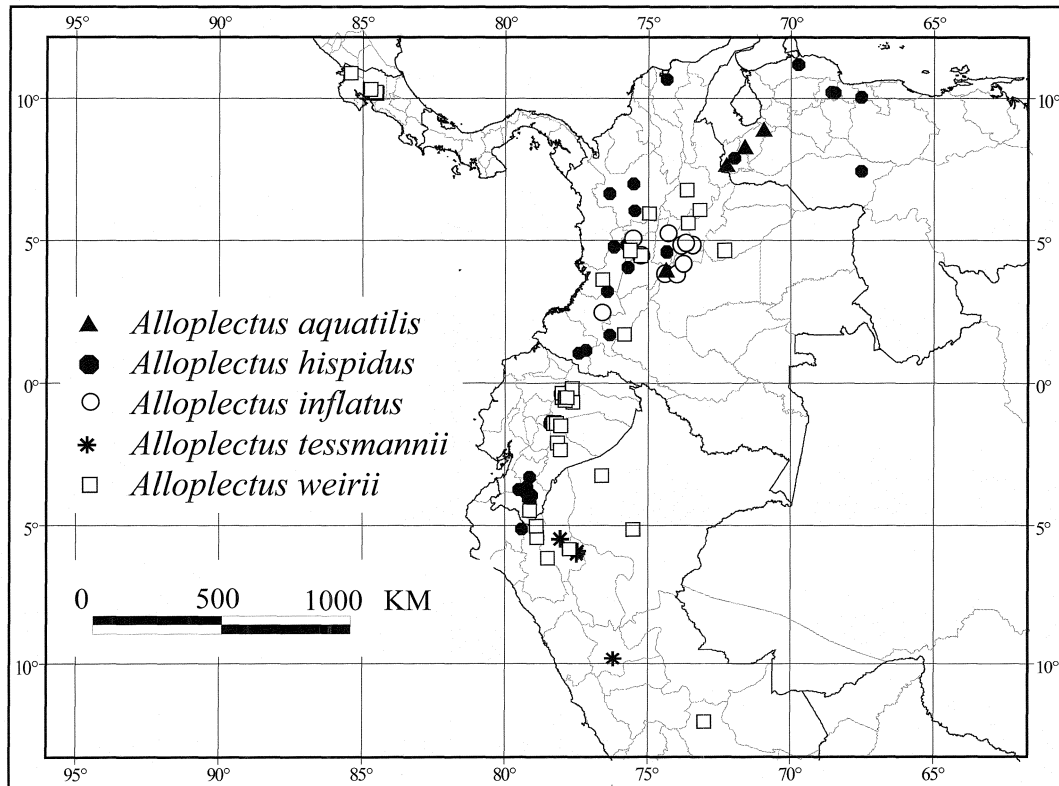 95° 90° 85° 80° 75° 70° 65°
10° 10°
5° 5°
Alloplectus aquatilis
Alloplectus hispidus
0° Alloplectus inflatus 0°
Alloplectus tessmannii
Alloplectus weirii
5° 5°
0 500 1000 KM
10° 10°
95° 90° 85° 80° 75° 70° 65°